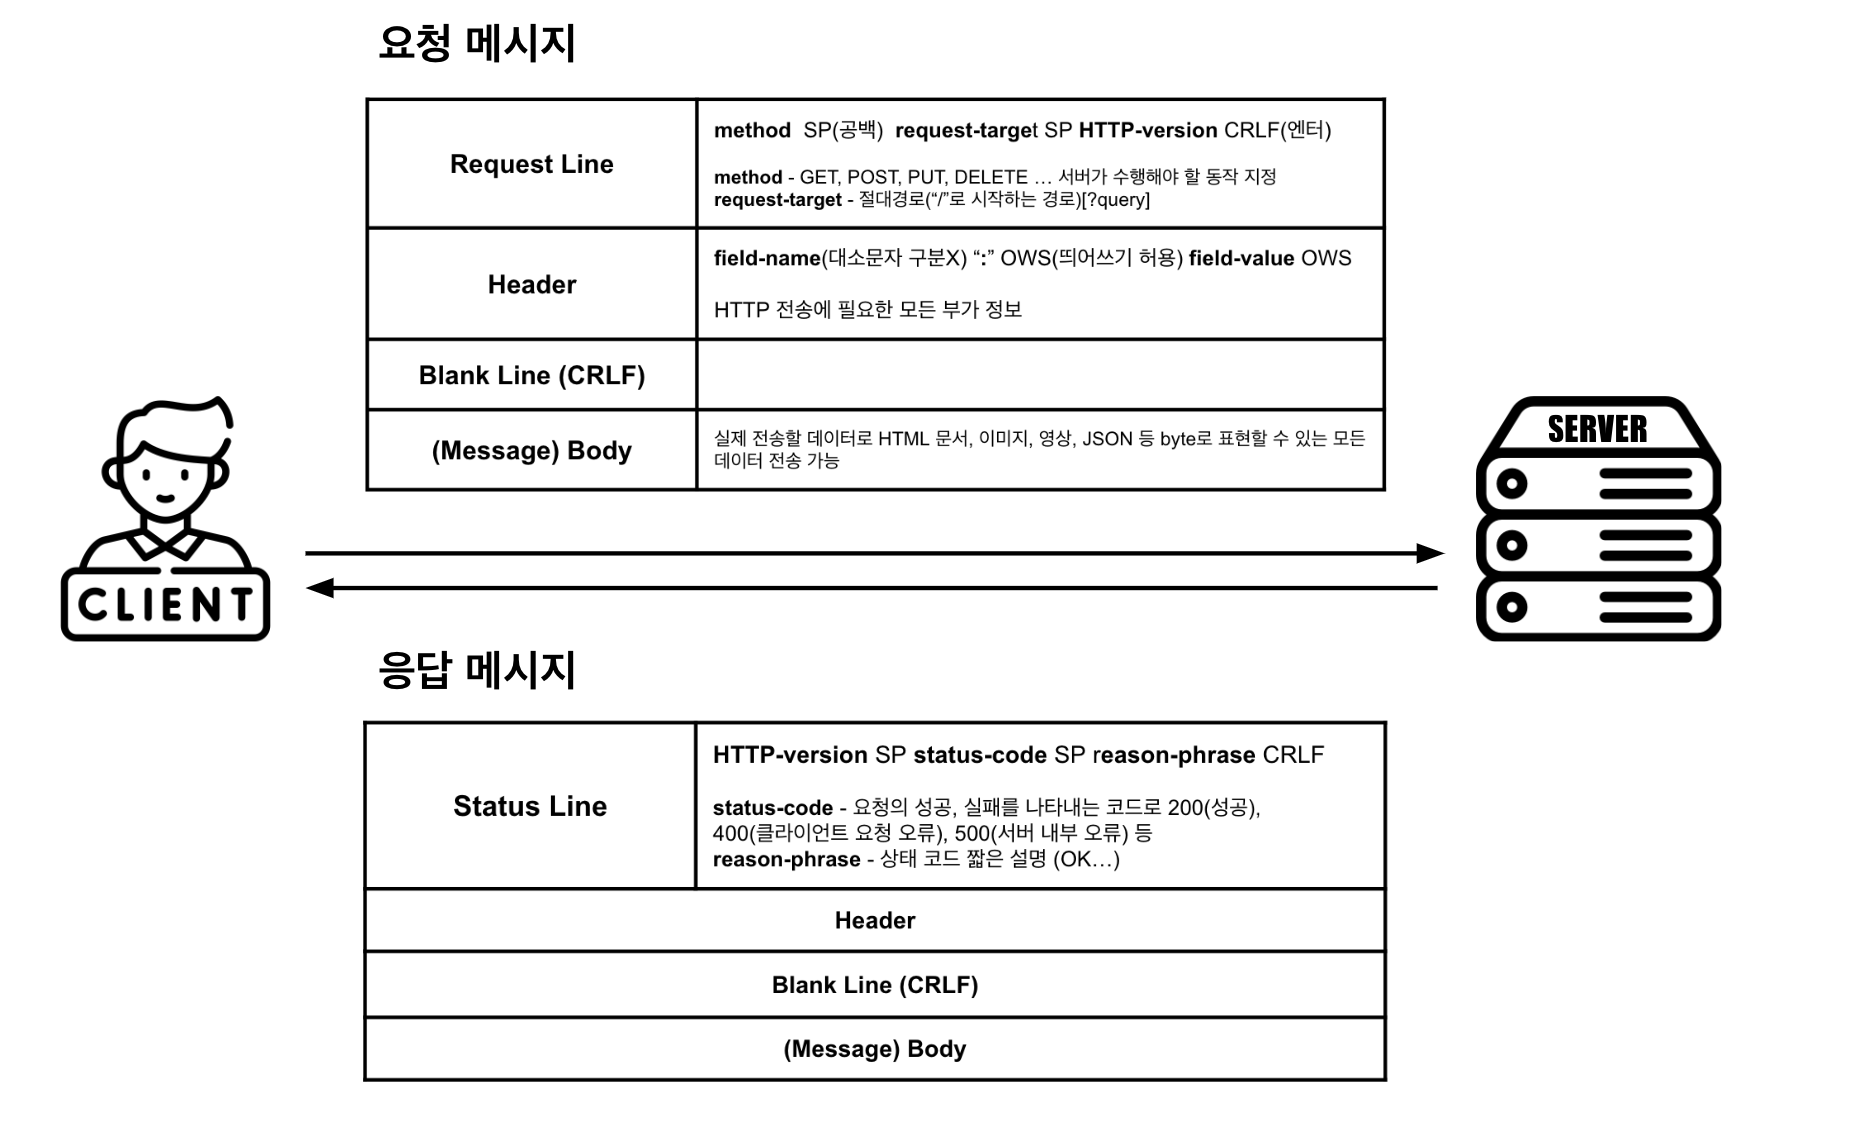 요청 메시지
Request Line
method SP(공백) request-target SP HTTP-version CRLF(엔터)
method - GET, POST, PUT, DELETE … 서버가 수행해야 할 동작 지정
request-target - 절대경로(“/”로 시작하는 경로)[?query]
Header
field-name(대소문자 구분X) “:” OWS(띄어쓰기 허용) field-value OWS
HTTP 전송에 필요한 모든 부가 정보
Blank Line (CRLF)
(Message) Body
실제 전송할 데이터로 HTML 문서, 이미지, 영상, JSON 등 byte로 표현할 수 있는 모든
데이터 전송 가능
CLIENT
SERVER
응답 메시지
Status Line
HTTP-version SP status-code SP reason-phrase CRLF
status-code - 요청의 성공, 실패를 나타내는 코드로 200(성공),
400(클라이언트 요청 오류), 500(서버 내부 오류) 등
reason-phrase - 상태 코드 짧은 설명 (OK…)
Header
Blank Line (CRLF)
(Message) Body